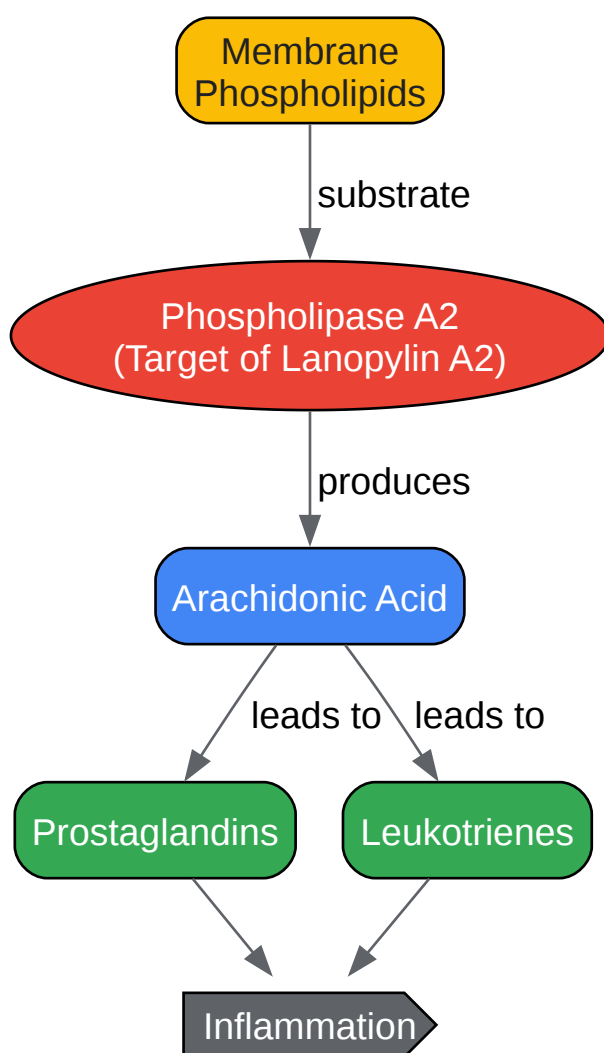 Membrane
Phospholipids
substrate
Phospholipase A2
(Target of Lanopylin A2)
produces
Arachidonic Acid
leads to
leads to
Prostaglandins
Leukotrienes
Inflammation